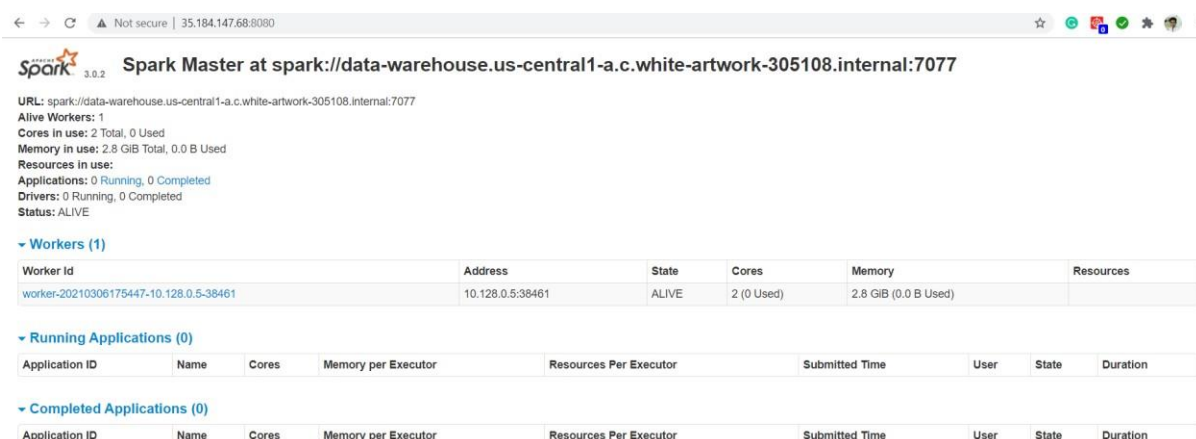 Not secure | 35.184.147.68:8080
0
APACHE Spark 3.0.2 Spark Master at spark://data-warehouse.us-central1-a.c.white-artwork-305108.internal:7077
URL: spark://data-warehouse.us-central1-a.c.white-artwork-305108.internal:7077
Alive Workers: 1
Cores in use: 2 Total, 0 Used
Memory in use: 2.8 GiB Total, 0.0 B Used
Resources in use:
Applications: 0 Running, 0 Completed
Drivers: 0 Running, 0 Completed
Status: ALIVE
Workers (1)
Worker Id Address State Cores Memory Resources
worker-20210306175447-10.128.0.5-38461 10.128.0.5:38461 ALIVE 2 (0 Used) 2.8 GiB (0.0 B Used)
Running Applications (0)
Application ID Name Cores Memory per Executor Resources Per Executor Submitted Time User State Duration
Completed Applications (0)
Application ID Name Cores Memory per Executor Resources Per Executor Submitted Time User State Duration